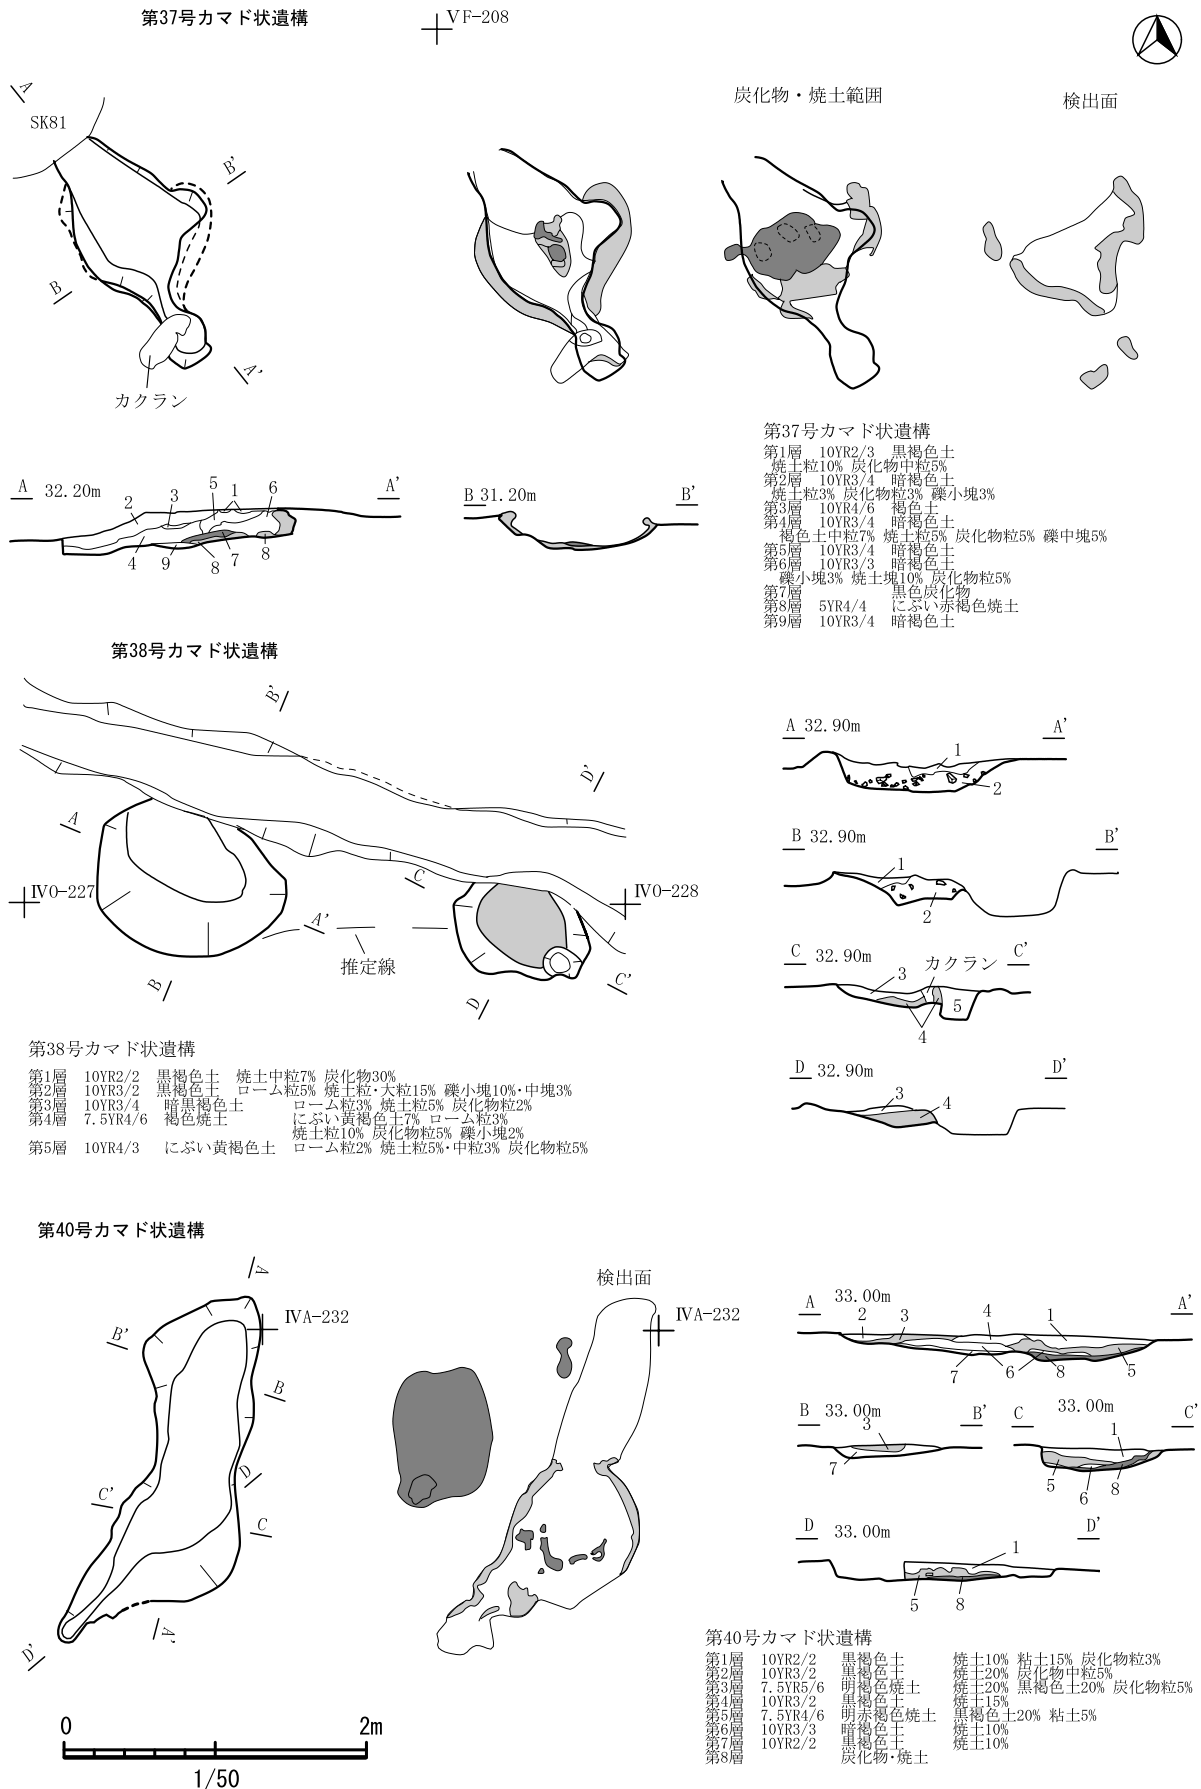 第37号カマド状遺構
ⅤF-208
炭化物・焼土範囲
検出面
A
SK81
B'
B
A'
カクラン
A 32.20m A'
5 1 6
2 3
4 9 8 7 8
B 31.20m B'
第37号カマド状遺構
第1層 10YR2/3 黒褐色土
焼土粒10% 炭化物中粒5%
第2層 10YR3/4 暗褐色土
焼土粒3% 炭化物粒3% 礫小塊3%
第3層 10YR4/6 褐色土
第4層 10YR3/4 暗褐色土
褐色土中粒7% 焼土粒5% 炭化物粒5% 礫中塊5%
第5層 10YR3/4 暗褐色土
第6層 10YR3/3 暗褐色土
礫小塊3% 焼土塊10% 炭化物粒5%
第7層 黒色炭化物
第8層 5YR4/4 にぶい赤褐色焼土
第9層 10YR3/4 暗褐色土
第38号カマド状遺構
B'
D'
A
C
ⅣO-227
ⅣO-228
A'
推定線
B
D
C'
A 32.90m A'
1
2
B 32.90m B'
1
2
C 32.90m カクラン C'
3
5
4
D 32.90m D'
3
4
第38号カマド状遺構
第1層 10YR2/2 黒褐色土 焼土中粒7% 炭化物30%
第2層 10YR3/2 黒褐色土 ローム粒5% 焼土粒・大粒15% 礫小塊10%・中塊3%
第3層 10YR3/4 暗黒褐色土 ローム粒3% 焼土粒5% 炭化物粒2%
第4層 7.5YR4/6 褐色焼土 にぶい黄褐色土7% ローム粒3%
焼土粒10% 炭化物粒5% 礫小塊2%
第5層 10YR4/3 にぶい黄褐色土 ローム粒2% 焼土粒5%・中粒3% 炭化物粒5%
第40号カマド状遺構
A
ⅣA-232
B'
B
D
C'
C
A'
D'
検出面
ⅣA-232
A 33.00m A'
2 3 4 1
7 6 8 5
B 33.00m B'
3
7
C 33.00m C'
1
5 6 8
D 33.00m D'
1
5 8
第40号カマド状遺構
第1層 10YR2/2 黒褐色土 焼土10% 粘土15% 炭化物粒3%
第2層 10YR3/2 黒褐色土 焼土20% 炭化物中粒5%
第3層 7.5YR5/6 明褐色焼土 焼土20% 黒褐色土20% 炭化物粒5%
第4層 10YR3/2 黒褐色土 焼土15%
第5層 7.5YR4/6 明赤褐色焼土 黒褐色土20% 粘土5%
第6層 10YR3/3 暗褐色土 焼土10%
第7層 10YR2/2 黒褐色土 焼土10%
第8層 炭化物・焼土
0 2m
1/50